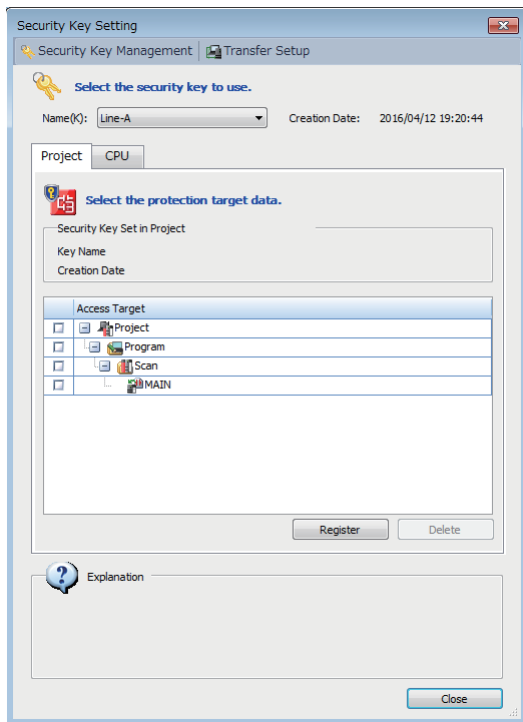 Security Key Setting
Security Key Management Transfer Setup
Select the security key to use.
Name(K): Line-A Creation Date: 2016/04/12 19:20:44
Project CPU
Select the protection target data.
Security Key Set in Project
Key Name
Creation Date
Access Target
Project
Program
Scan
MAIN
Register Delete
? Explanation
Close